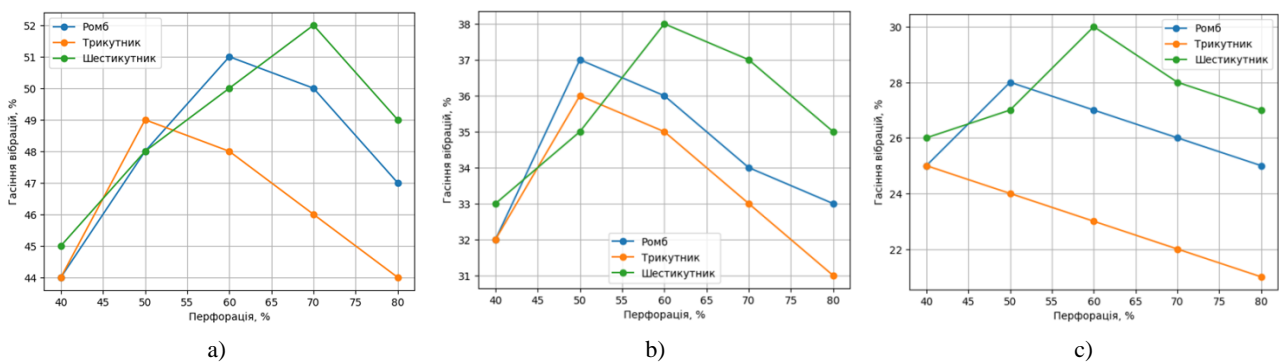 52
51
50
49
48
47
46
45
44
40
45
50
55
60
65
70
75
80
Гасіння вібрацій, %
Перфорація, %
Ромб
Трикутник
Шестикутник
a)
38
37
36
35
34
33
32
31
40
45
50
55
60
65
70
75
80
Гасіння вібрацій, %
Перфорація, %
Ромб
Трикутник
Шестикутник
b)
30
28
26
24
22
40
45
50
55
60
65
70
75
80
Гасіння вібрацій, %
Перфорація, %
Ромб
Трикутник
Шестикутник
c)